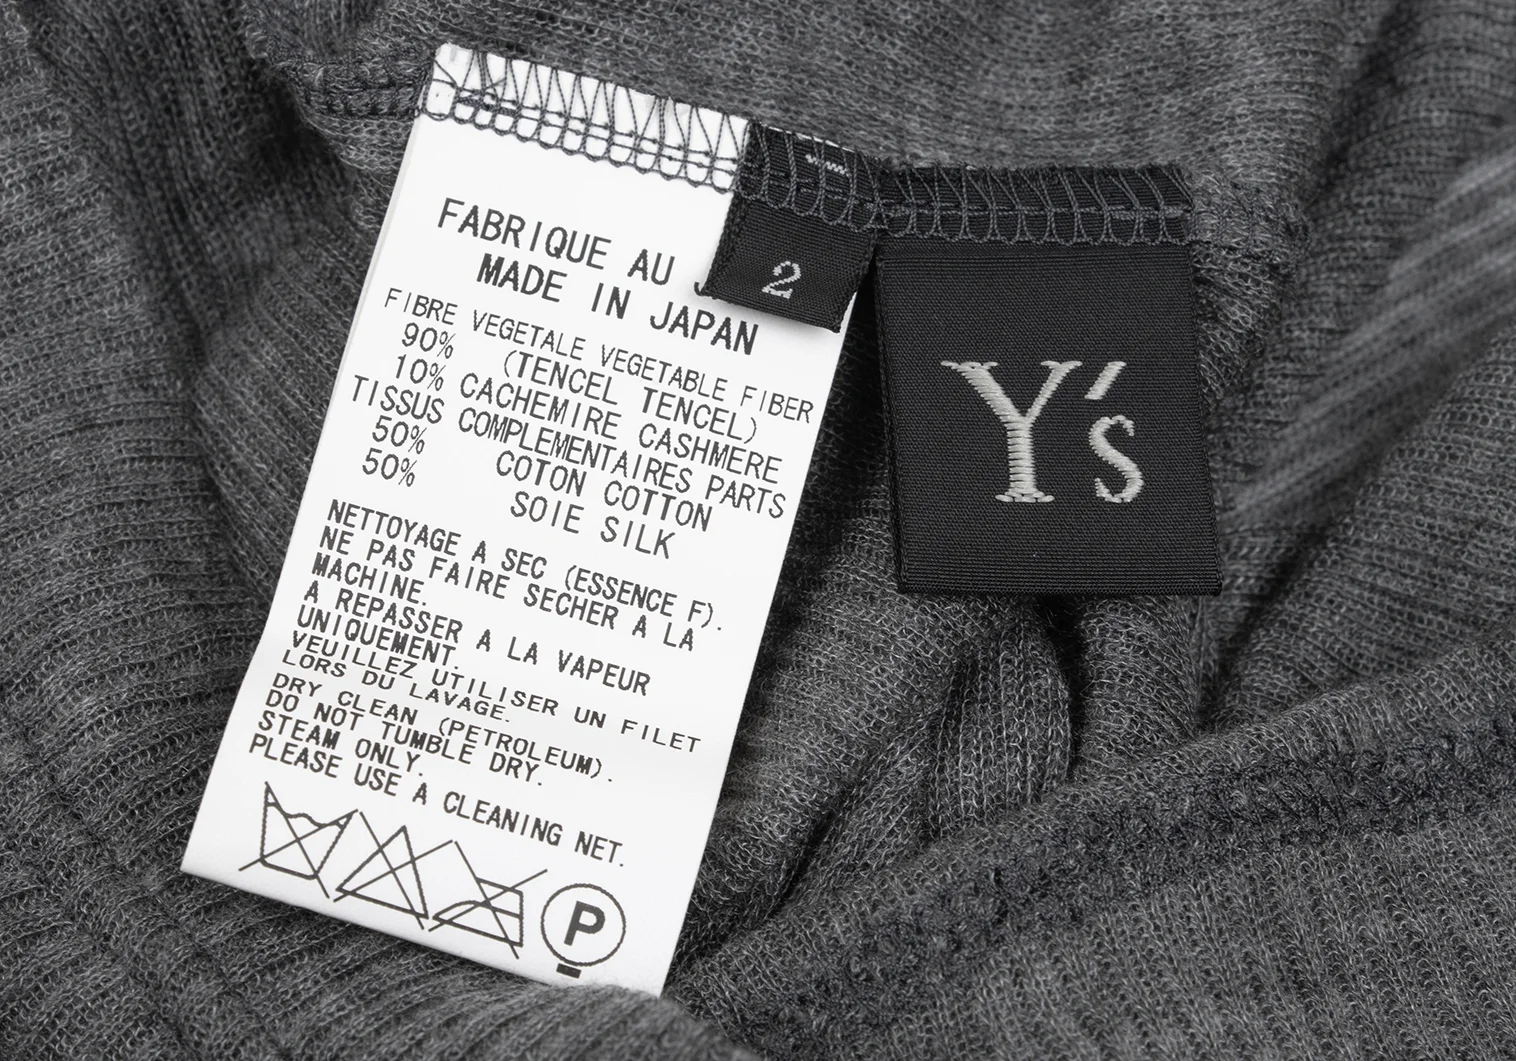 FABRIQUE AU
MADE IN JAPAN
FIBRE VEGETALE VEGETABLE FIBER
90% (TENCEL TENCEL)
10% CACHEMIRE CASHMERE
TISSUS COMPLEMENTAIRES PARTS
50% COTON COTTON
50% SOIE SILK
NETTOYAGE A SEC (ESSENCE F).
NE PAS FAIRE SECHER A LA
MACHINE.
A REPASSER A LA VAPEUR
UNIQUEMENT.
VEUILLEZ UTILISER UN FILET
LORS DU LAVAGE.
DRY CLEAN (PETROLEUM).
DO NOT TUMBLE DRY.
STEAM ONLY.
PLEASE USE A CLEANING NET.
P
2
Y's